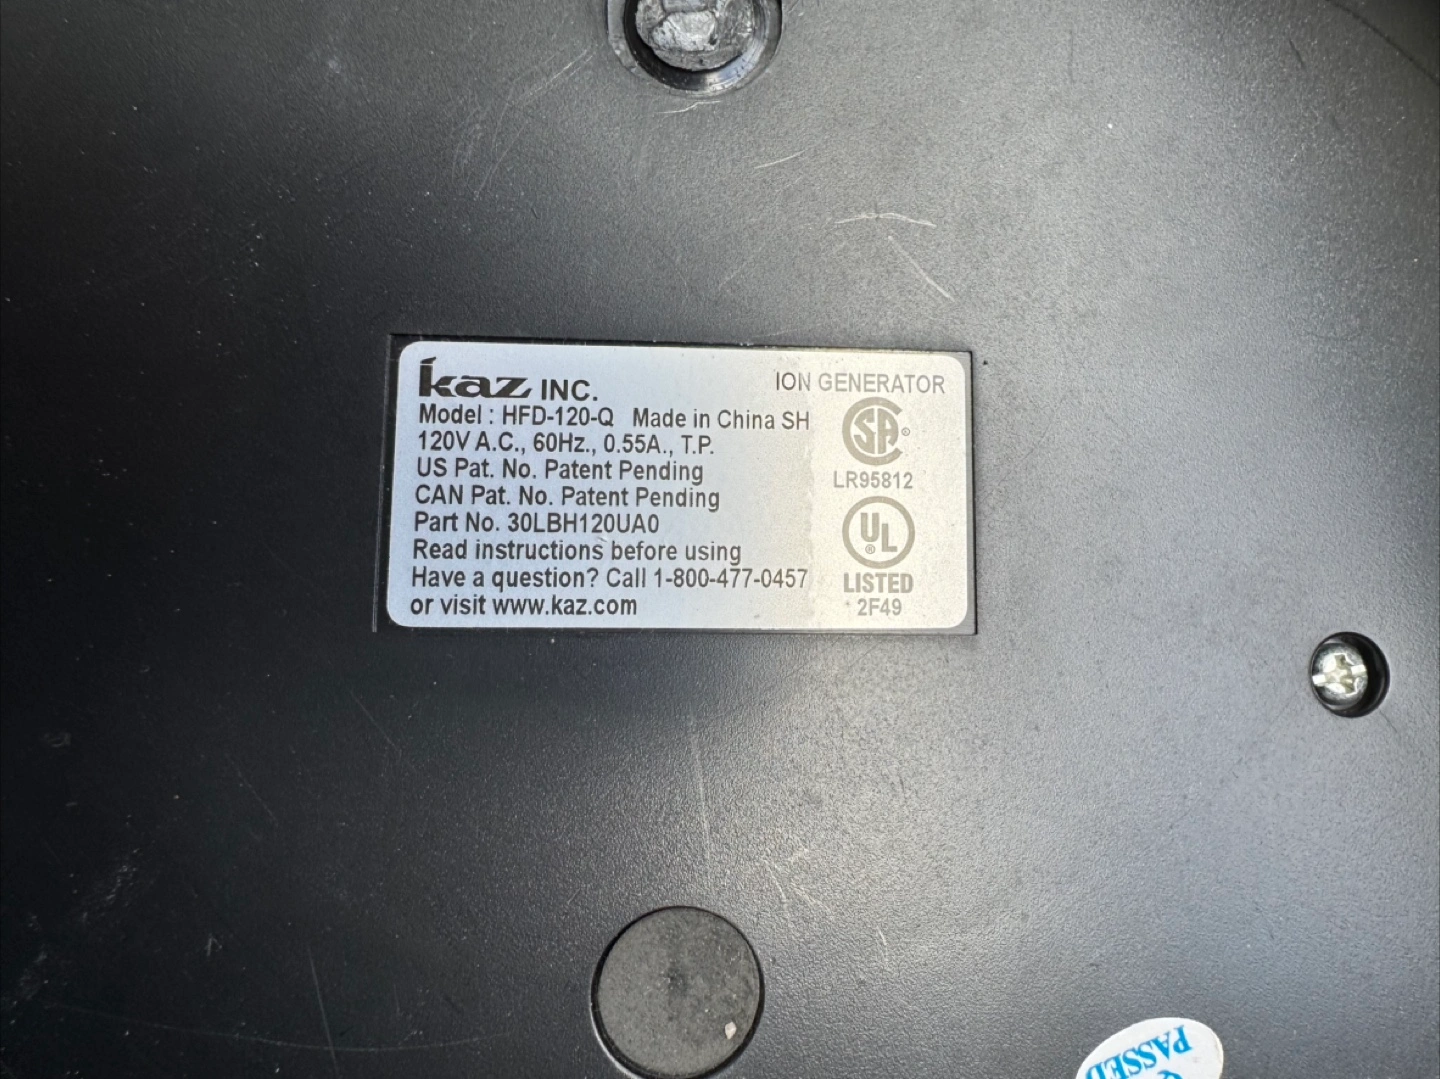 kaz INC.
ION GENERATOR
Model : HFD-120-Q Made in China SH
120V A.C., 60Hz., 0.55A., T.P.
US Pat. No. Patent Pending
CAN Pat. No. Patent Pending
Part No. 30LBH120UA0
Read instructions before using
Have a question? Call 1-800-477-0457
or visit www.kaz.com
SA
LR95812
UL
®
LISTED
2F49
PASSED